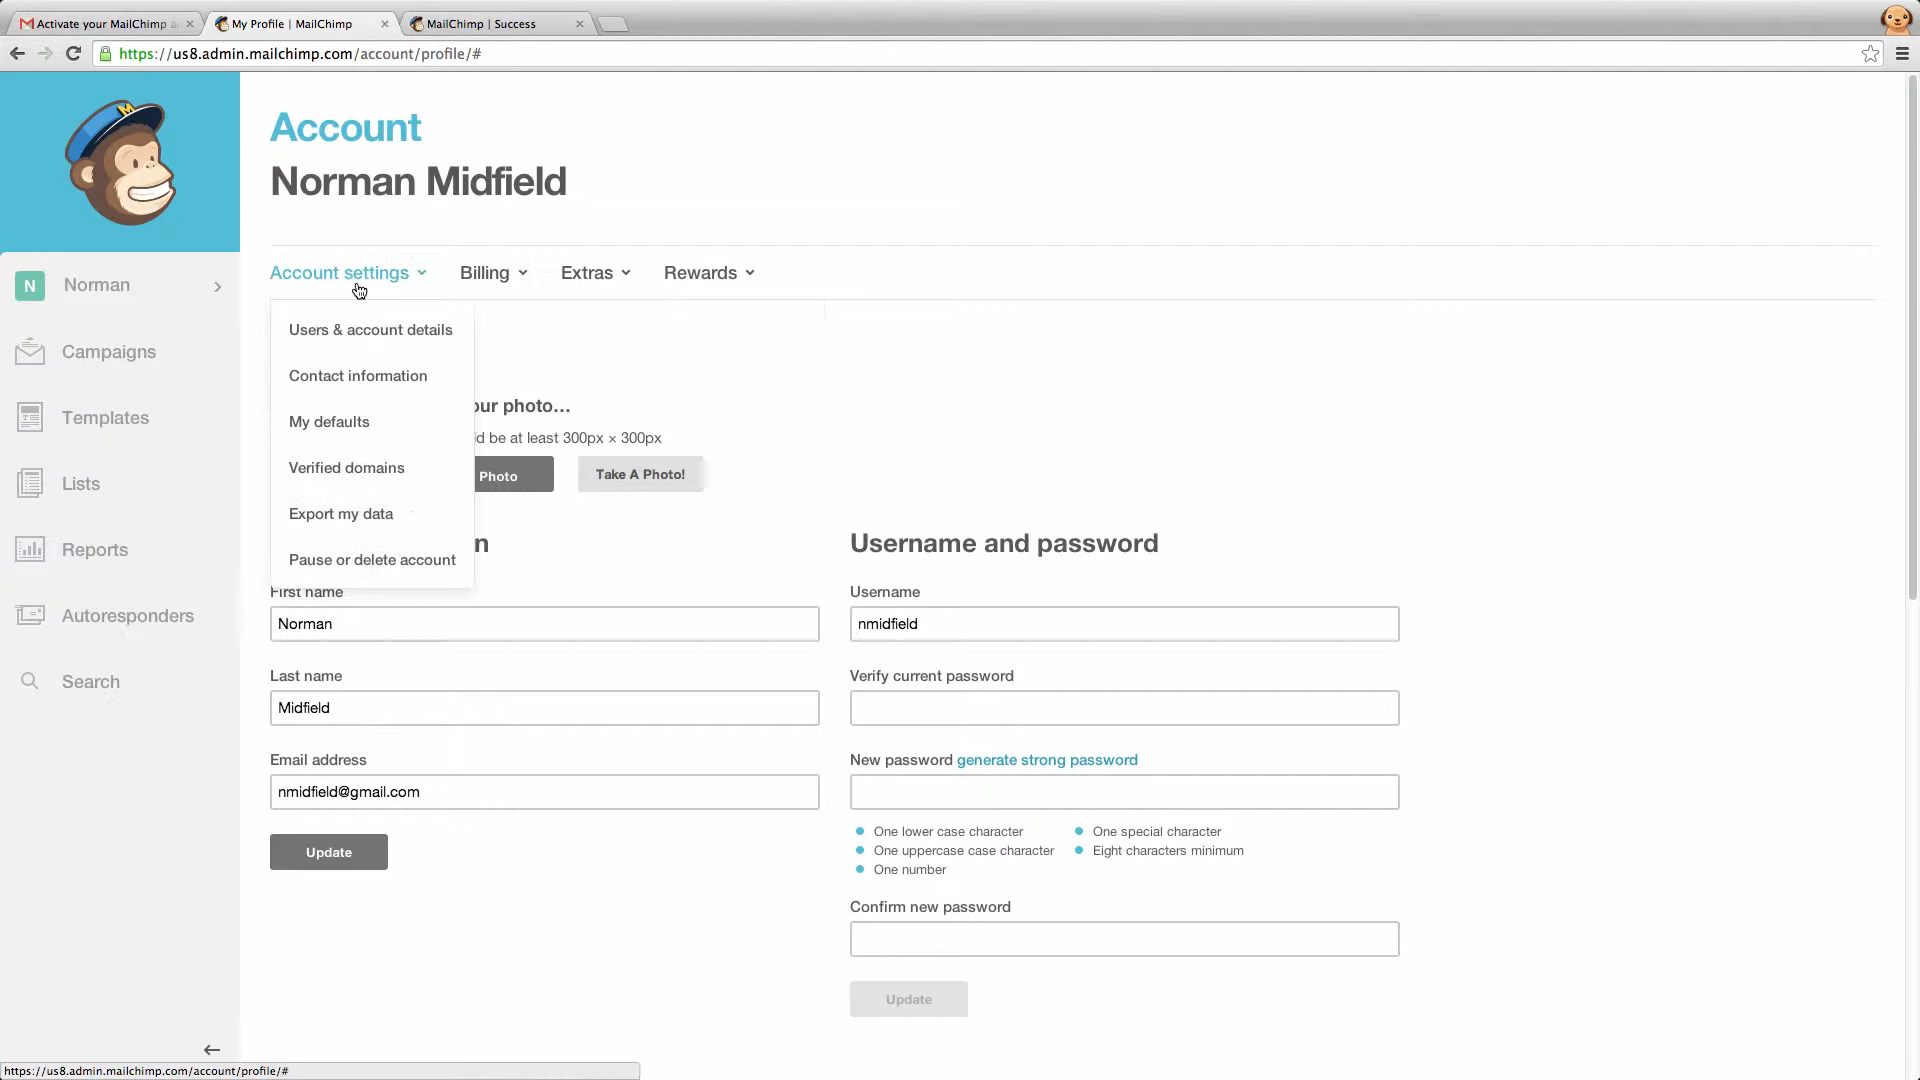 Activate your MailChimp a
My Profile | MailChimp
MailChimp | Success
https://us8.admin.mailchimp.com/account/profile/#
Account
Norman Midfield
N Norman
Campaigns
Templates
Lists
Reports
Autoresponders
Search
Account settings
Billing
Extras
Rewards
Users & account details
Contact information
My defaults
Verified domains
Export my data
Pause or delete account
our photo...
ld be at least 300px × 300px
Photo
Take A Photo!
n
First name
Norman
Last name
Midfield
Email address
nmidfield@gmail.com
Update
Username and password
Username
nmidfield
Verify current password
New password generate strong password
One lower case character
One uppercase case character
One number
One special character
Eight characters minimum
Confirm new password
Update
https://us8.admin.mailchimp.com/account/profile/#